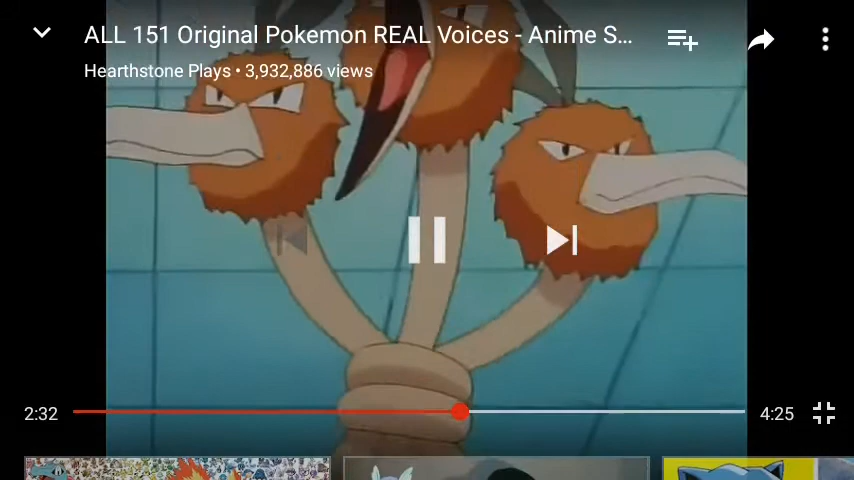 ALL 151 Original Pokemon REAL Voices - Anime S...
Hearthstone Plays • 3,932,886 views
2:32
4:25